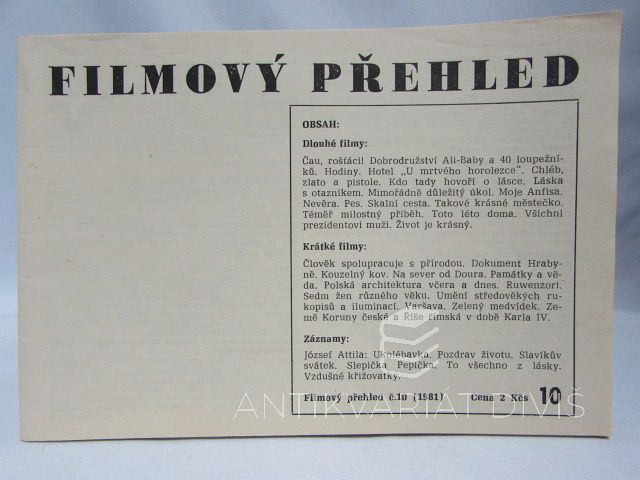 FILMOVÝ PŘEHLED
OBSAH:
Dlouhé filmy:
Čau, rošťáci! Dobrodružství Ali-Baby a 40 loupežní-
ků. Hodiny. Hotel „U mrtvého horolezce". Chléb,
zlato a pistole. Kdo tady hovoří o lásce. Láska
s otazníkem. Mimořádně důležitý úkol. Moje Anfisa.
Nevěra. Pes. Skalní cesta. Takové krásné městečko.
Téměř milostný příběh. Toto léto doma. Všichni
prezidentovi muži. Život je krásný.
Krátké filmy:
Člověk spolupracuje s přírodou. Dokument Hraby-
ně. Kouzelný kov. Na sever od Doura. Památky a vě-
da. Polská architektura včera a dnes. Ruwenzori.
Sedm žen různého věku. Umění středověkých ru-
kopisů a iluminací. Varšava. Zelený medvídek. Ze-
mě Koruny české a Říše římská v době Karla IV.
Záznamy:
József Attila: Ukolébavka. Pozdrav životu. Slavíkův
svátek. Slepička Pepička. To všechno z lásky.
Vzdušné křižovatky.
Filmový přehled č.10 (1981) Cena 2 Kčs 10
ANTIKVARIÁT DIVIŠ